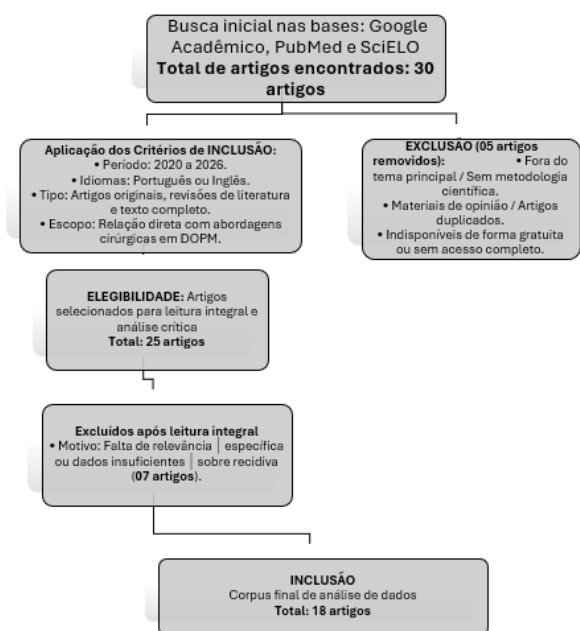 Busca inicial nas bases: Google
Acadêmico, PubMed e SciELO
Total de artigos encontrados: 30
artigos
Aplicação dos Critérios de INCLUSÃO:
• Período: 2020 a 2026.
• Idiomas: Português ou Inglês.
• Tipo: Artigos originais, revisões de literatura
e texto completo.
• Escopo: Relação direta com abordagens
cirúrgicas em DOPM.
EXCLUSÃO (05 artigos
removidos): • Fora do
tema principal / Sem metodologia
científica.
• Materiais de opinião / Artigos
duplicados.
• Indisponíveis de forma gratuita
ou sem acesso completo.
ELEGIBILIDADE: Artigos
selecionados para leitura integral e
análise crítica
Total: 25 artigos
Excluídos após leitura integral
• Motivo: Falta de relevância │ específica
ou dados insuficientes │ sobre recidiva
(07 artigos).
INCLUSÃO
Corpus final de análise de dados
Total: 18 artigos